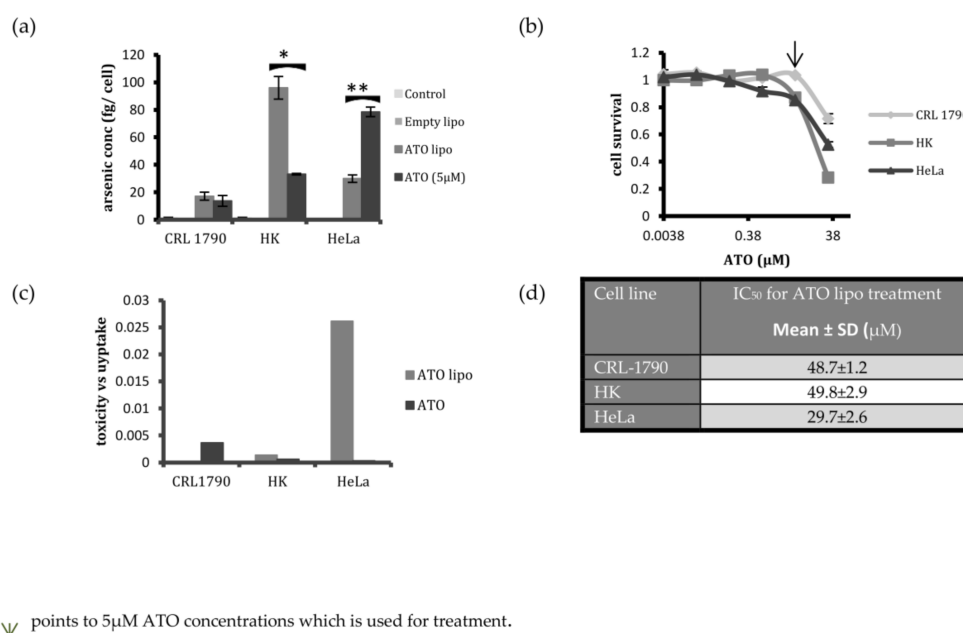 (a)
120
100
80
60
40
20
0
arsenic conc (fg/ cell)
*
**
CRL 1790
HK
HeLa
Control
Empty lipo
ATO lipo
ATO (5µM)
(b)
1.2
1
0.8
0.6
0.4
0.2
0
cell survival
0.0038
0.38
38
ATO (µM)
CRL 1790
HK
HeLa
(c)
0.03
0.025
0.02
0.015
0.01
0.005
0
toxicity vs uyptake
CRL1790
HK
HeLa
ATO lipo
ATO
(d)
Cell line
IC₅₀ for ATO lipo treatment
Mean ± SD (µM)
CRL-1790
48.7±1.2
HK
49.8±2.9
HeLa
29.7±2.6
points to 5µM ATO concentrations which is used for treatment.